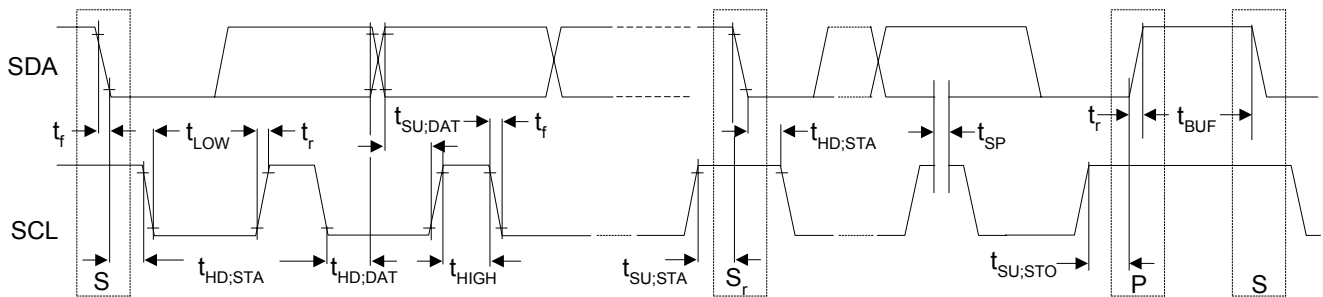 SDA
t_f
t_LOW
t_r
t_SU;DAT
t_f
t_HD;STA
t_SP
t_r
t_BUF
SCL
S
t_HD;STA
t_HD;DAT
t_HIGH
t_SU;STA
S_r
t_SU;STO
P
S